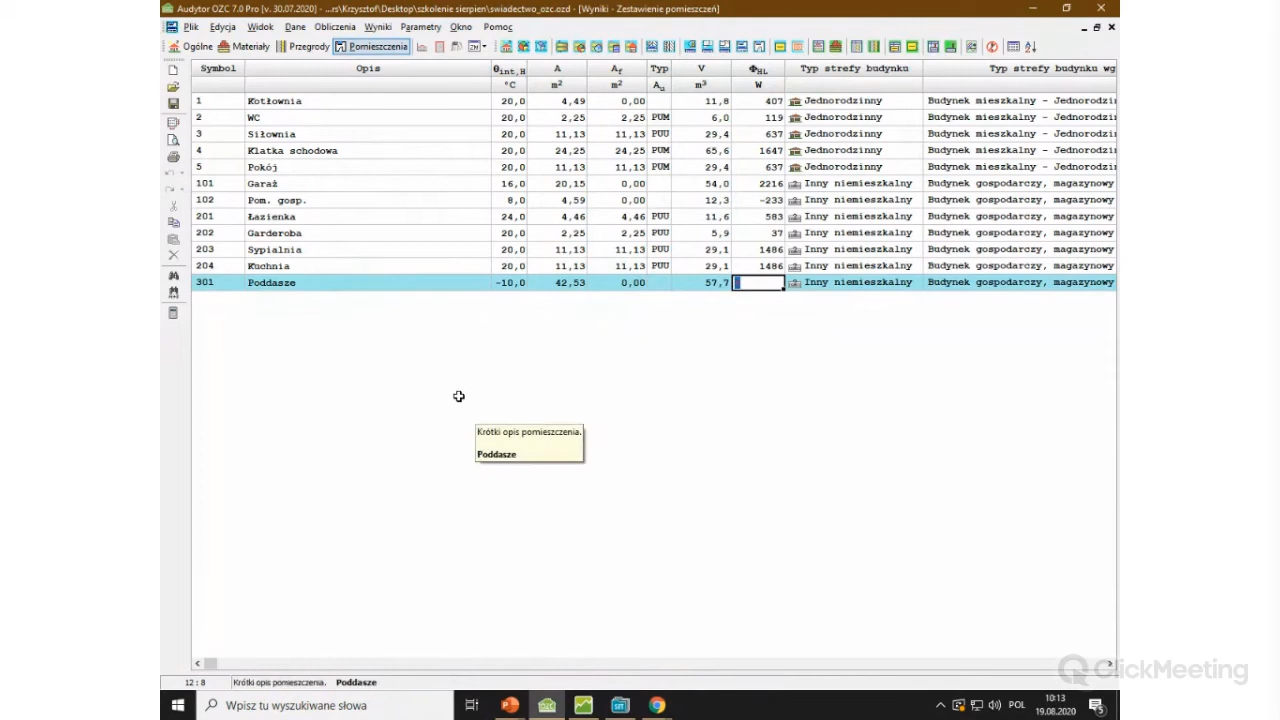 Audytor OZC 7.0 Pro [v. 30.07.2020] - ...rs\Krzysztof\Desktop\szkolenie sierpien\swiadectwo_ozc.ozd - [Wyniki - Zestawienie pomieszczeń]
Plik Edycja Widok Dane Obliczenia Wyniki Parametry Okno Pomoc
Ogólne Materiały Przegrody Pomieszczenia
Symbol Opis θint,H A Af Typ V ΦHL Typ strefy budynku Typ strefy budynku wg
°C m² m² Au m³ W
1 Kotłownia 20,0 4,49 0,00 11,8 407 Jednorodzinny Budynek mieszkalny - Jednorodzin
2 WC 20,0 2,25 2,25 PUM 6,0 119 Jednorodzinny Budynek mieszkalny - Jednorodzin
3 Siłownia 20,0 11,13 11,13 PUU 29,4 637 Jednorodzinny Budynek mieszkalny - Jednorodzin
4 Klatka schodowa 20,0 24,25 24,25 PUM 65,6 1647 Jednorodzinny Budynek mieszkalny - Jednorodzin
5 Pokój 20,0 11,13 11,13 PUM 29,4 637 Jednorodzinny Budynek mieszkalny - Jednorodzin
101 Garaż 16,0 20,15 0,00 54,0 2216 Inny niemieszkalny Budynek gospodarczy, magazynowy
102 Pom. gosp. 8,0 4,59 0,00 12,3 -233 Inny niemieszkalny Budynek gospodarczy, magazynowy
201 Łazienka 24,0 4,46 4,46 PUU 11,6 583 Inny niemieszkalny Budynek gospodarczy, magazynowy
202 Garderoba 20,0 2,25 2,25 PUU 5,9 37 Inny niemieszkalny Budynek gospodarczy, magazynowy
203 Sypialnia 20,0 11,13 11,13 PUU 29,1 1486 Inny niemieszkalny Budynek gospodarczy, magazynowy
204 Kuchnia 20,0 11,13 11,13 PUU 29,1 1486 Inny niemieszkalny Budynek gospodarczy, magazynowy
301 Poddasze -10,0 42,53 0,00 57,7 Inny niemieszkalny Budynek gospodarczy, magazynowy
Krótki opis pomieszczenia.
Poddasze
ClickMeeting
12 : 8 Krótki opis pomieszczenia. Poddasze
Wpisz tu wyszukiwane słowa
POL
10:13
19.08.2020
5